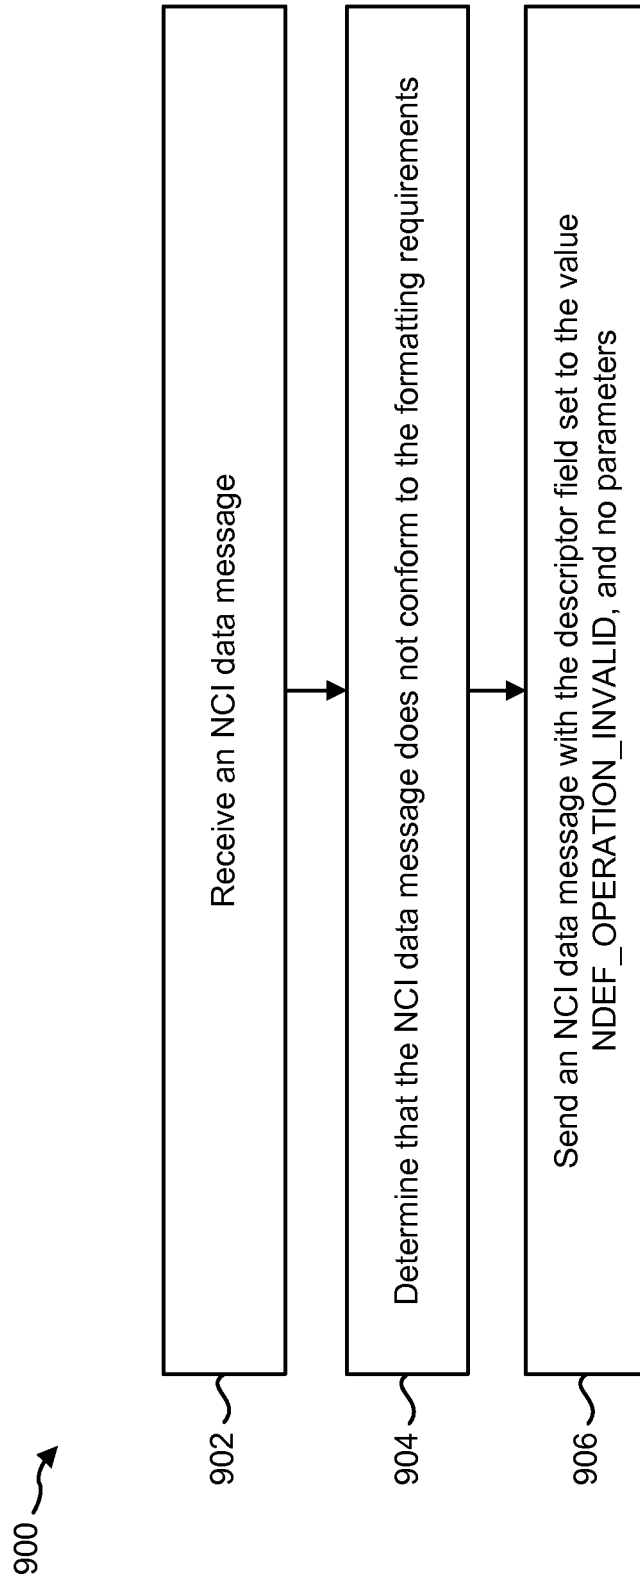 900
902
Receive an NCI data message
904
Determine that the NCI data message does not conform to the formatting requirements
906
Send an NCI data message with the descriptor field set to the value
NDEF_OPERATION_INVALID, and no parameters